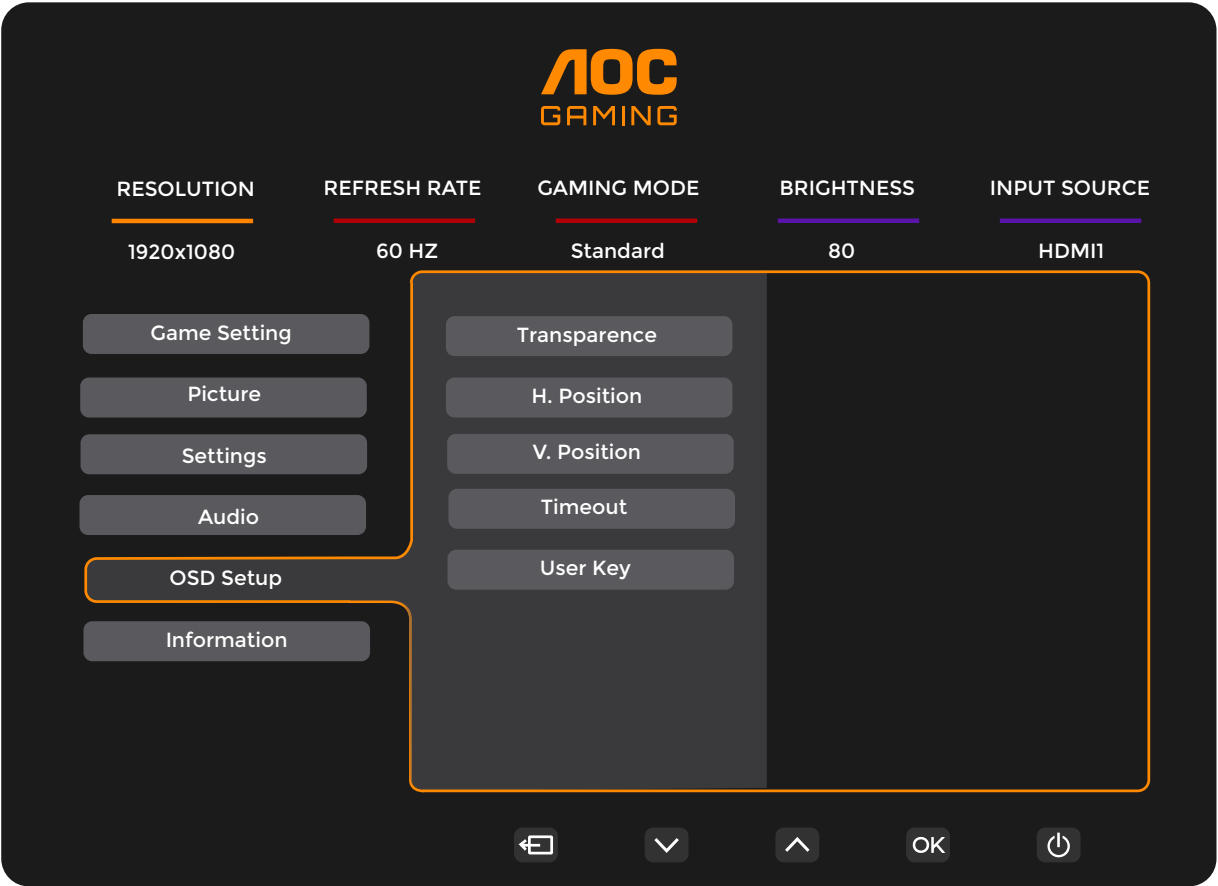 AOC
GAMING
RESOLUTION REFRESH RATE GAMING MODE BRIGHTNESS INPUT SOURCE
1920x1080 60 HZ Standard 80 HDMI1
Game Setting
Picture
Settings
Audio
OSD Setup
Information
Transparence
H. Position
V. Position
Timeout
User Key
OK